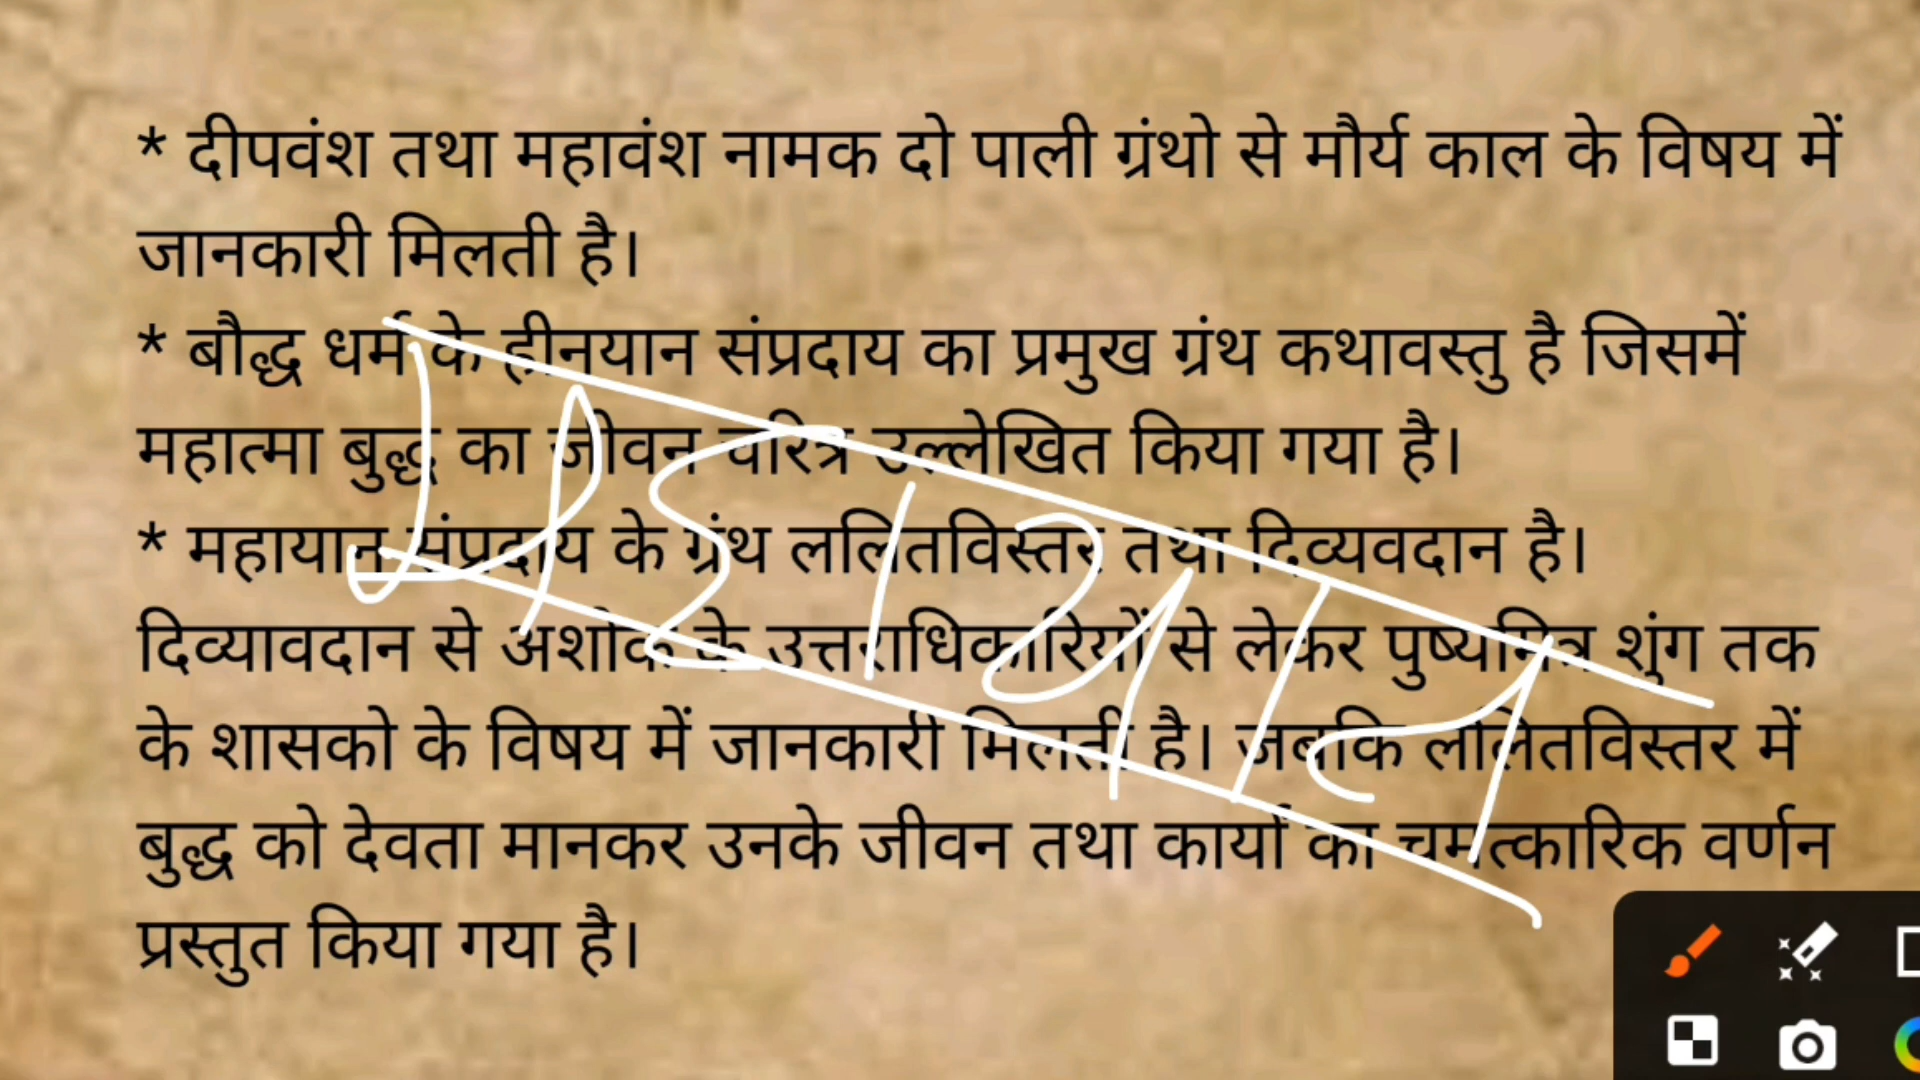 * दीपवंश तथा महावंश नामक दो पाली ग्रंथो से मौर्य काल के विषय में
जानकारी मिलती है।
* बौद्ध धर्म के हीनयान संप्रदाय का प्रमुख ग्रंथ कथावस्तु है जिसमें
महात्मा बुद्ध का जीवन चरित्र उल्लेखित किया गया है।
* महायान संप्रदाय के ग्रंथ ललितविस्तर तथा दिव्यवदान है।
दिव्यावदान से अशोक के उत्तराधिकारियों से लेकर पुष्यमित्र शुंग तक
के शासको के विषय में जानकारी मिलती है। जबकि ललितविस्तर में
बुद्ध को देवता मानकर उनके जीवन तथा कार्यों का चमत्कारिक वर्णन
प्रस्तुत किया गया है।